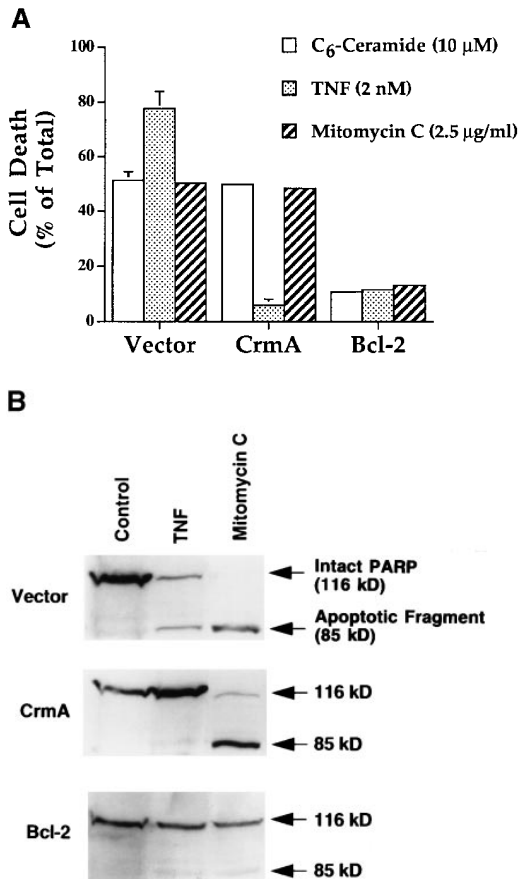 A
C6-Ceramide (10 μM)
TNF (2 nM)
Mitomycin C (2.5 μg/ml)
Cell Death
(% of Total)
100
80
60
40
20
0
Vector CrmA Bcl-2
B
Control TNF Mitomycin C
Vector
Intact PARP
(116 kD)
Apoptotic Fragment
(85 kD)
CrmA
116 kD
85 kD
Bcl-2
116 kD
85 kD